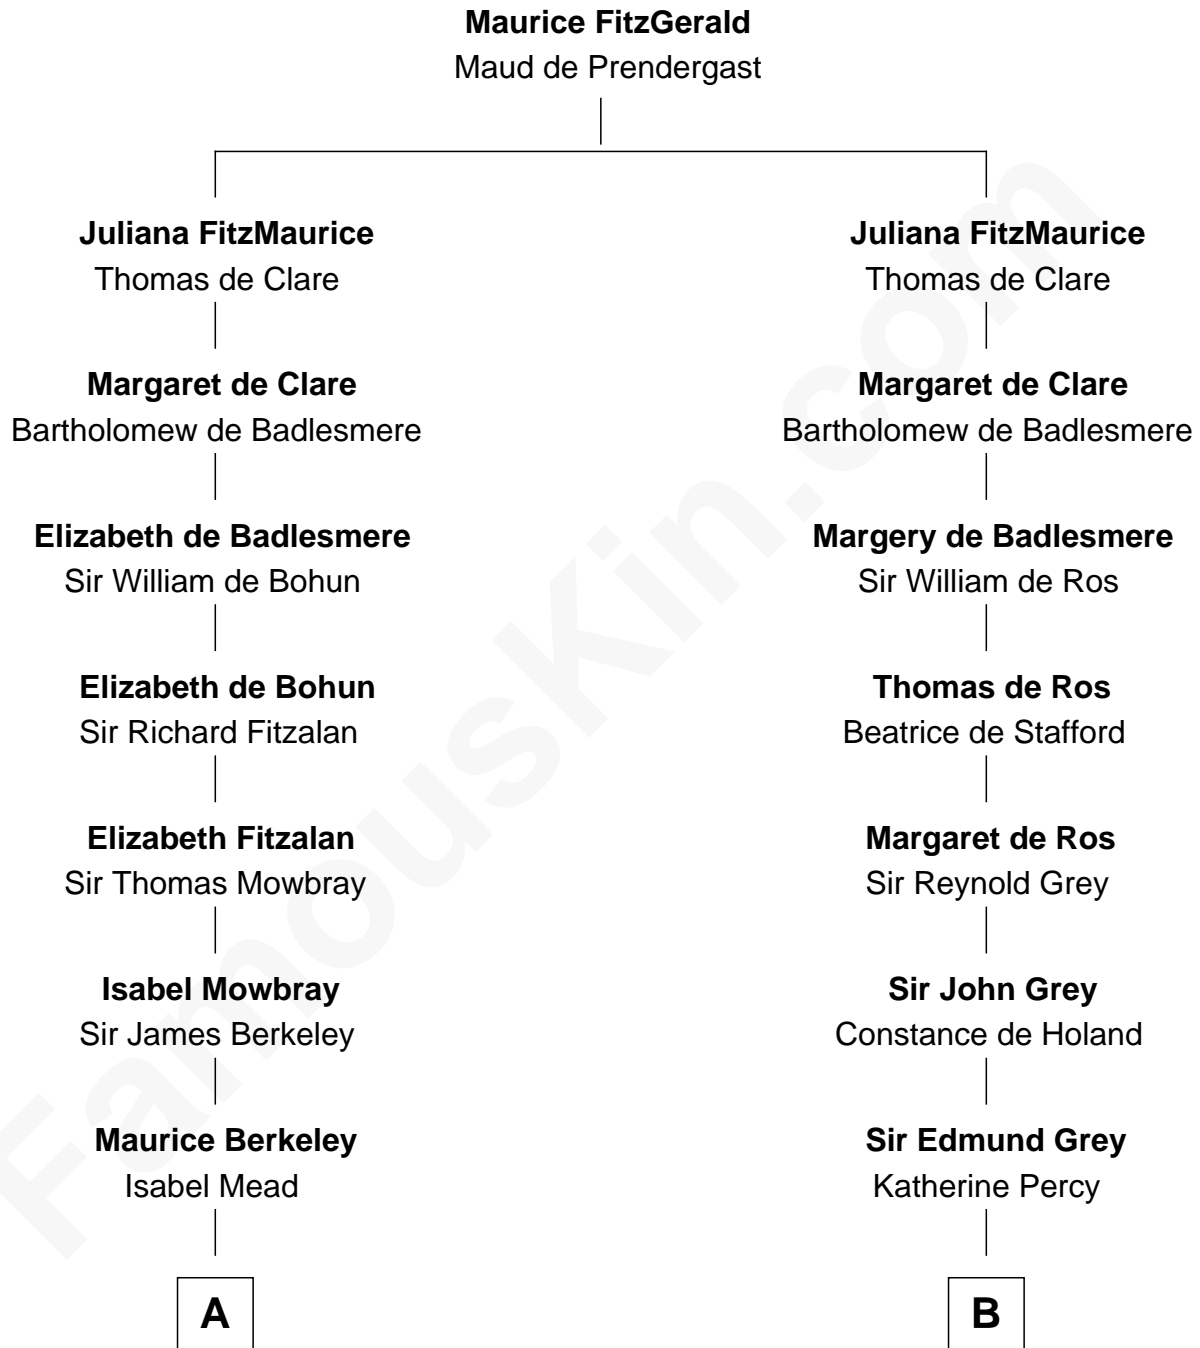 Maurice FitzGerald
Maud de Prendergast
Juliana FitzMaurice
Thomas de Clare
Margaret de Clare
Bartholomew de Badlesmere
Elizabeth de Badlesmere
Sir William de Bohun
Elizabeth de Bohun
Sir Richard Fitzalan
Elizabeth Fitzalan
Sir Thomas Mowbray
Isabel Mowbray
Sir James Berkeley
Maurice Berkeley
Isabel Mead
A
Juliana FitzMaurice
Thomas de Clare
Margaret de Clare
Bartholomew de Badlesmere
Margery de Badlesmere
Sir William de Ros
Thomas de Ros
Beatrice de Stafford
Margaret de Ros
Sir Reynold Grey
Sir John Grey
Constance de Holand
Sir Edmund Grey
Katherine Percy
B
FamousKin.com